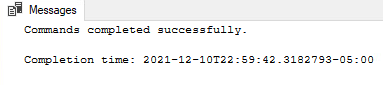 Messages
Commands completed successfully.
Completion time: 2021-12-10T22:59:42.3182793-05:00